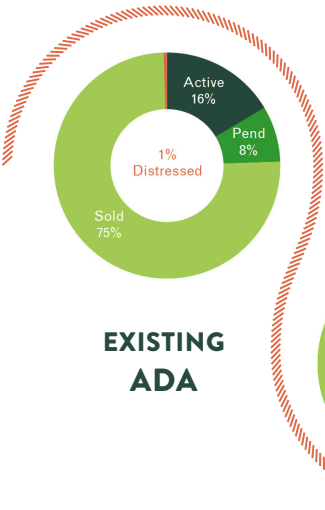 Active
16%
Pend
8%
1%
Distressed
Sold
75%
EXISTING
ADA